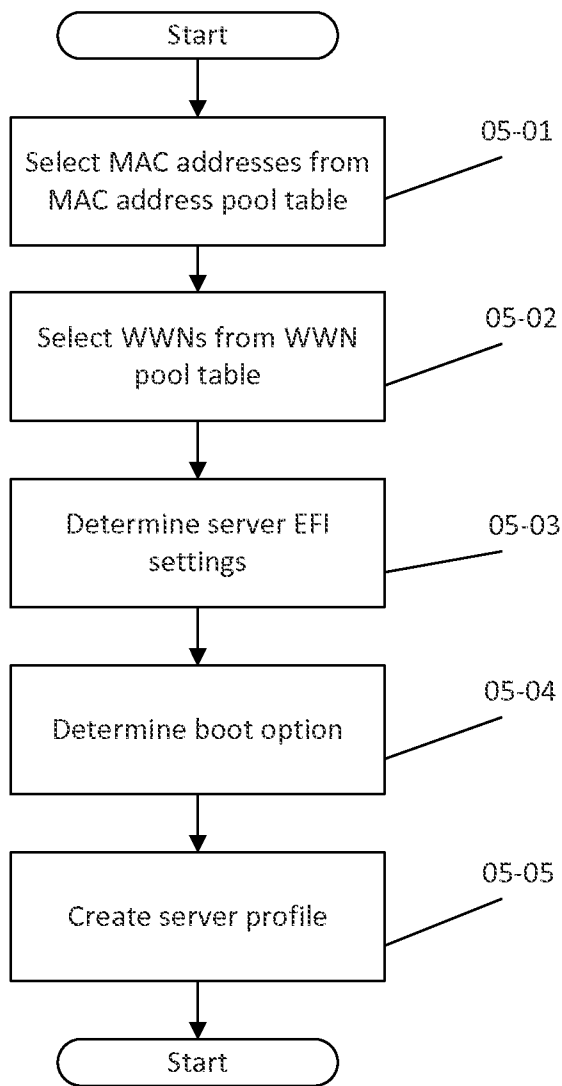 Start
Select MAC addresses from
MAC address pool table
05-01
Select WWNs from WWN
pool table
05-02
Determine server EFI
settings
05-03
Determine boot option
05-04
Create server profile
05-05
Start